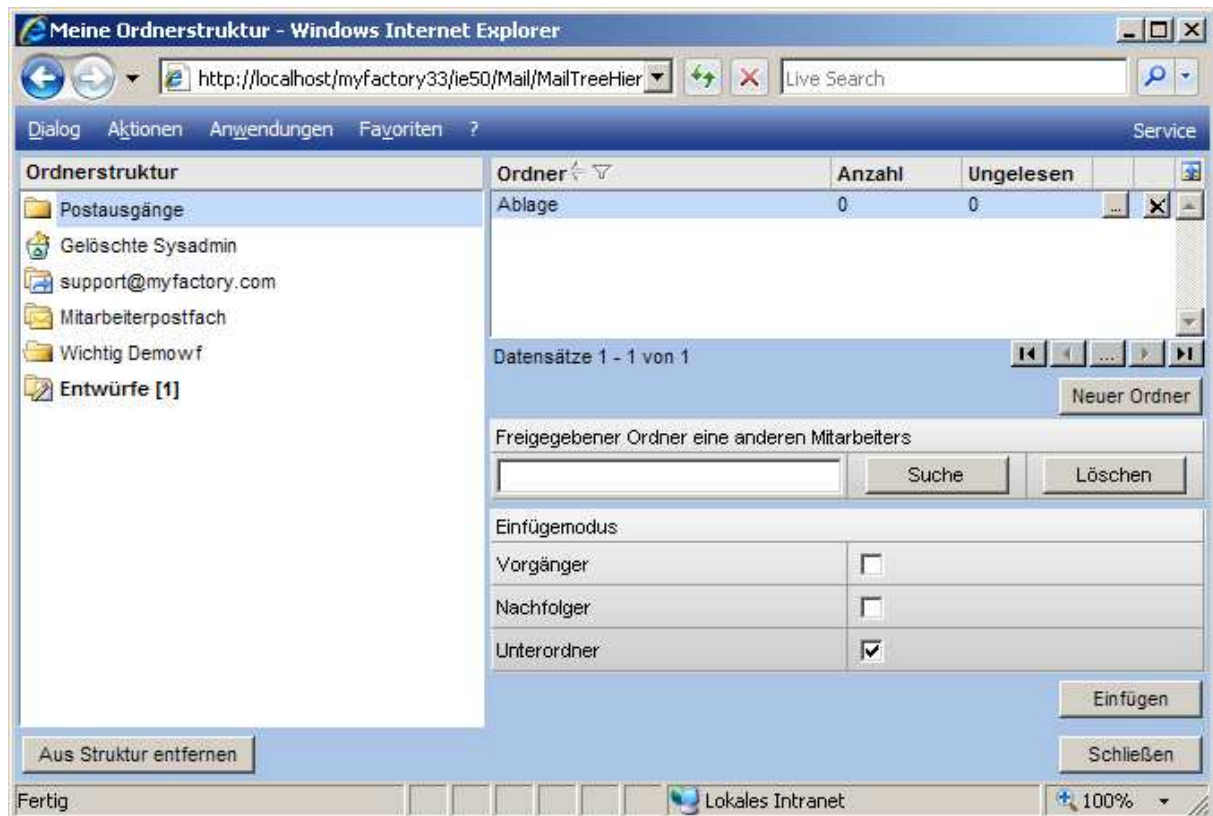 Meine Ordnerstruktur - Windows Internet Explorer
http://localhost/myfactory33/ie50/Mail/MailTreeHier
Live Search
Dialog Aktionen Anwendungen Favoriten ? Service
Ordnerstruktur
Postausgänge
Gelöschte Sysadmin
support@myfactory.com
Mitarbeiterpostfach
Wichtig Demowf
Entwürfe [1]
Aus Struktur entfernen
Ordner Anzahl Ungelesen
Ablage 0 0 ...
Datensätze 1 - 1 von 1 ...
Neuer Ordner
Freigegebener Ordner eine anderen Mitarbeiters
Suche Löschen
Einfügemodus
Vorgänger
Nachfolger
Unterordner
Einfügen
Schließen
Fertig Lokales Intranet 100%